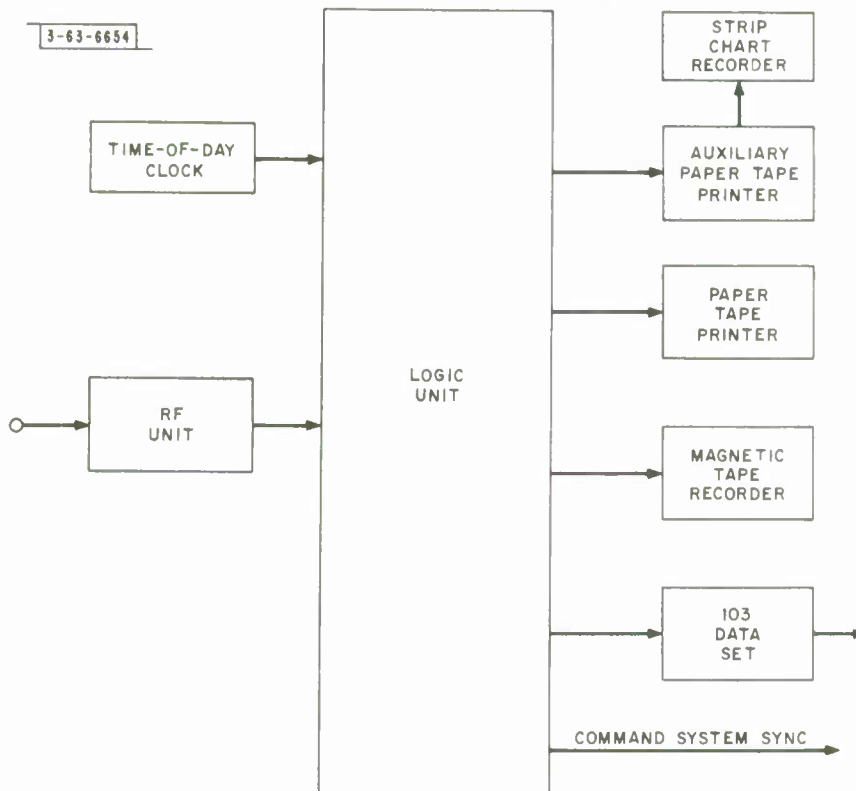 3-63-6654
STRIP
CHART
RECORDER
TIME-OF-DAY
CLOCK
AUXILIARY
PAPER TAPE
PRINTER
PAPER
TAPE
PRINTER
LOGIC
UNIT
RF
UNIT
MAGNETIC
TAPE
RECORDER
103
DATA
SET
COMMAND SYSTEM SYNC